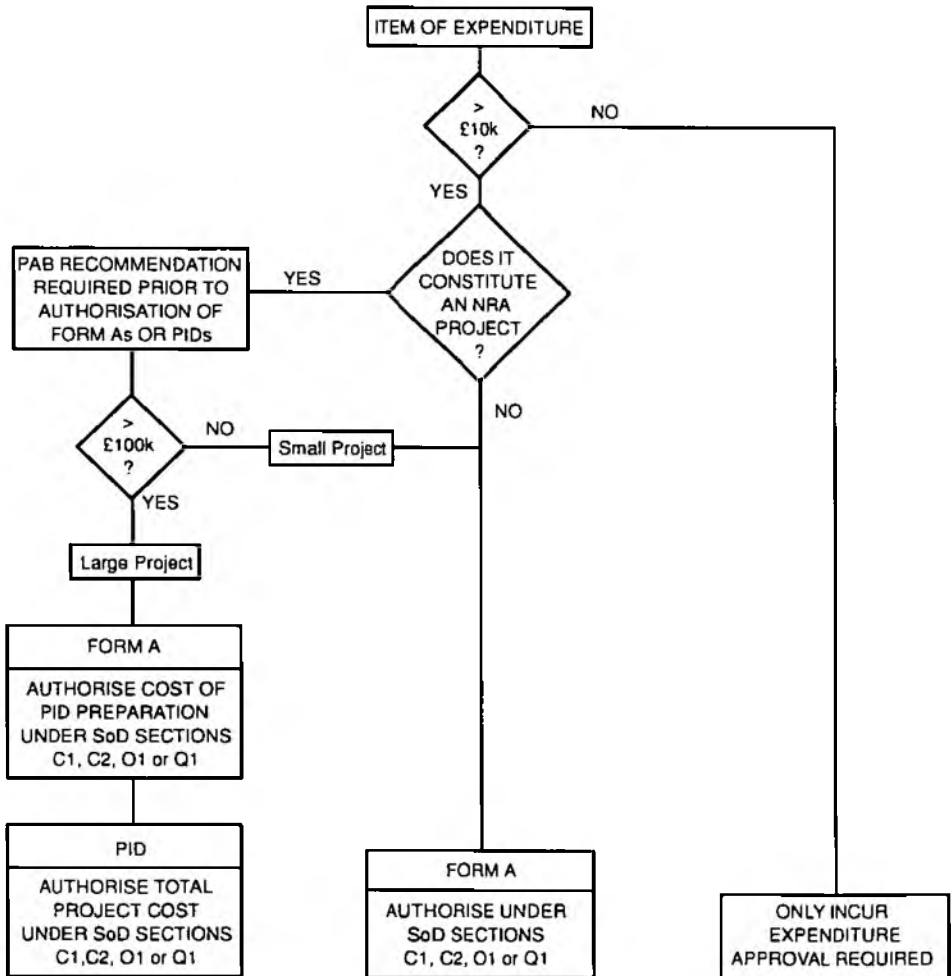 ITEM OF EXPENDITURE
>
£10k
?
NO
YES
DOES IT
CONSTITUTE
AN NRA
PROJECT
?
YES
NO
PAB RECOMMENDATION
REQUIRED PRIOR TO
AUTHORISATION OF
FORM As OR PIDs
>
£100k
?
NO
Small Project
YES
Large Project
FORM A
AUTHORISE COST OF
PID PREPARATION
UNDER SoD SECTIONS
C1, C2, O1 or Q1
PID
AUTHORISE TOTAL
PROJECT COST
UNDER SoD SECTIONS
C1,C2, O1 or Q1
FORM A
AUTHORISE UNDER
SoD SECTIONS
C1, C2, O1 or Q1
ONLY INCUR
EXPENDITURE
APPROVAL REQUIRED